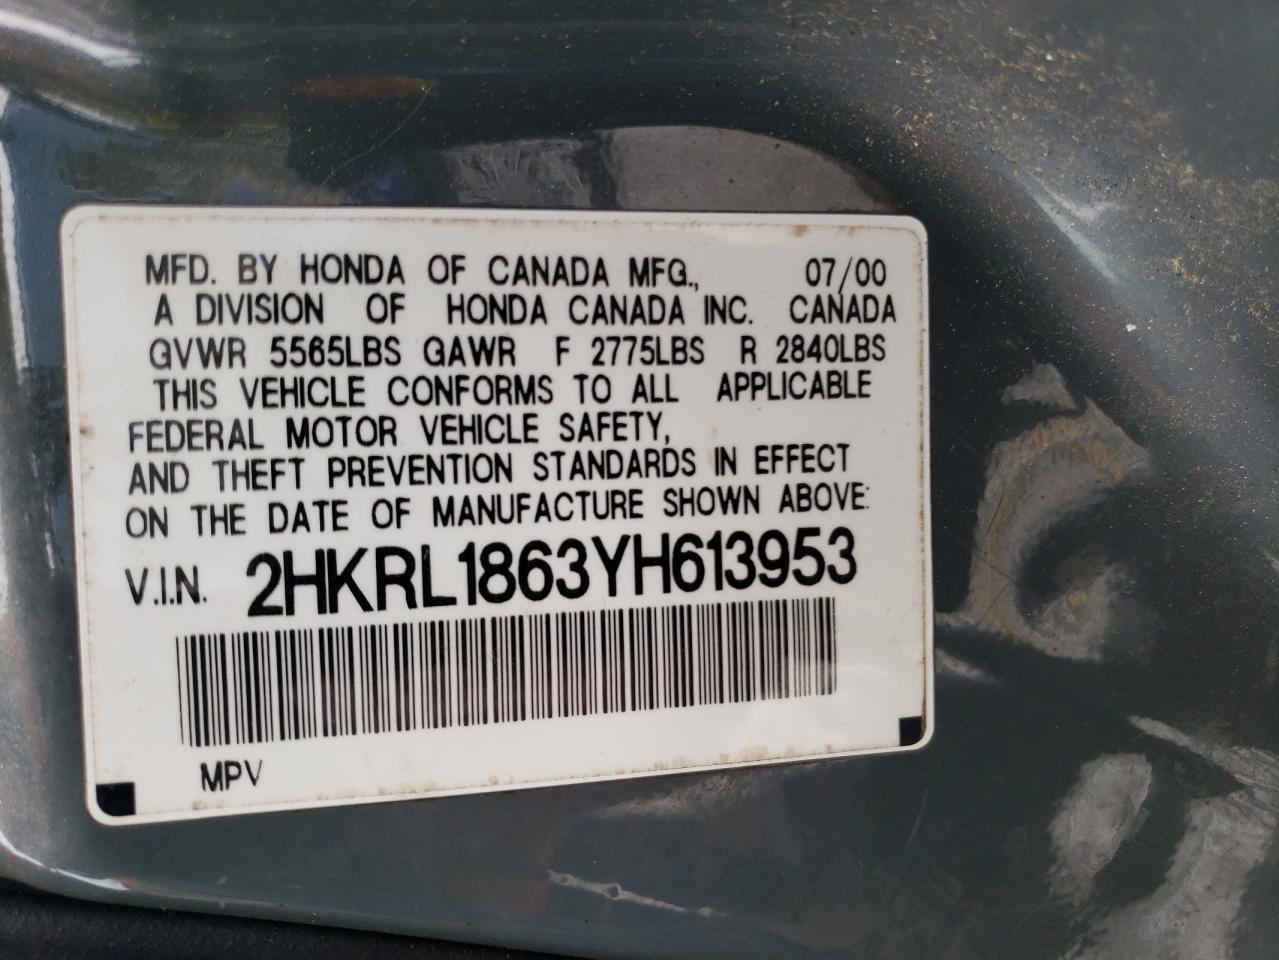 MFD. BY HONDA OF CANADA MFG., 07/00
A DIVISION OF HONDA CANADA INC. CANADA
GVWR 5565LBS GAWR F 2775LBS R 2840LBS
THIS VEHICLE CONFORMS TO ALL APPLICABLE
FEDERAL MOTOR VEHICLE SAFETY,
AND THEFT PREVENTION STANDARDS IN EFFECT
ON THE DATE OF MANUFACTURE SHOWN ABOVE:
V.I.N. 2HKRL1863YH613953
MPV